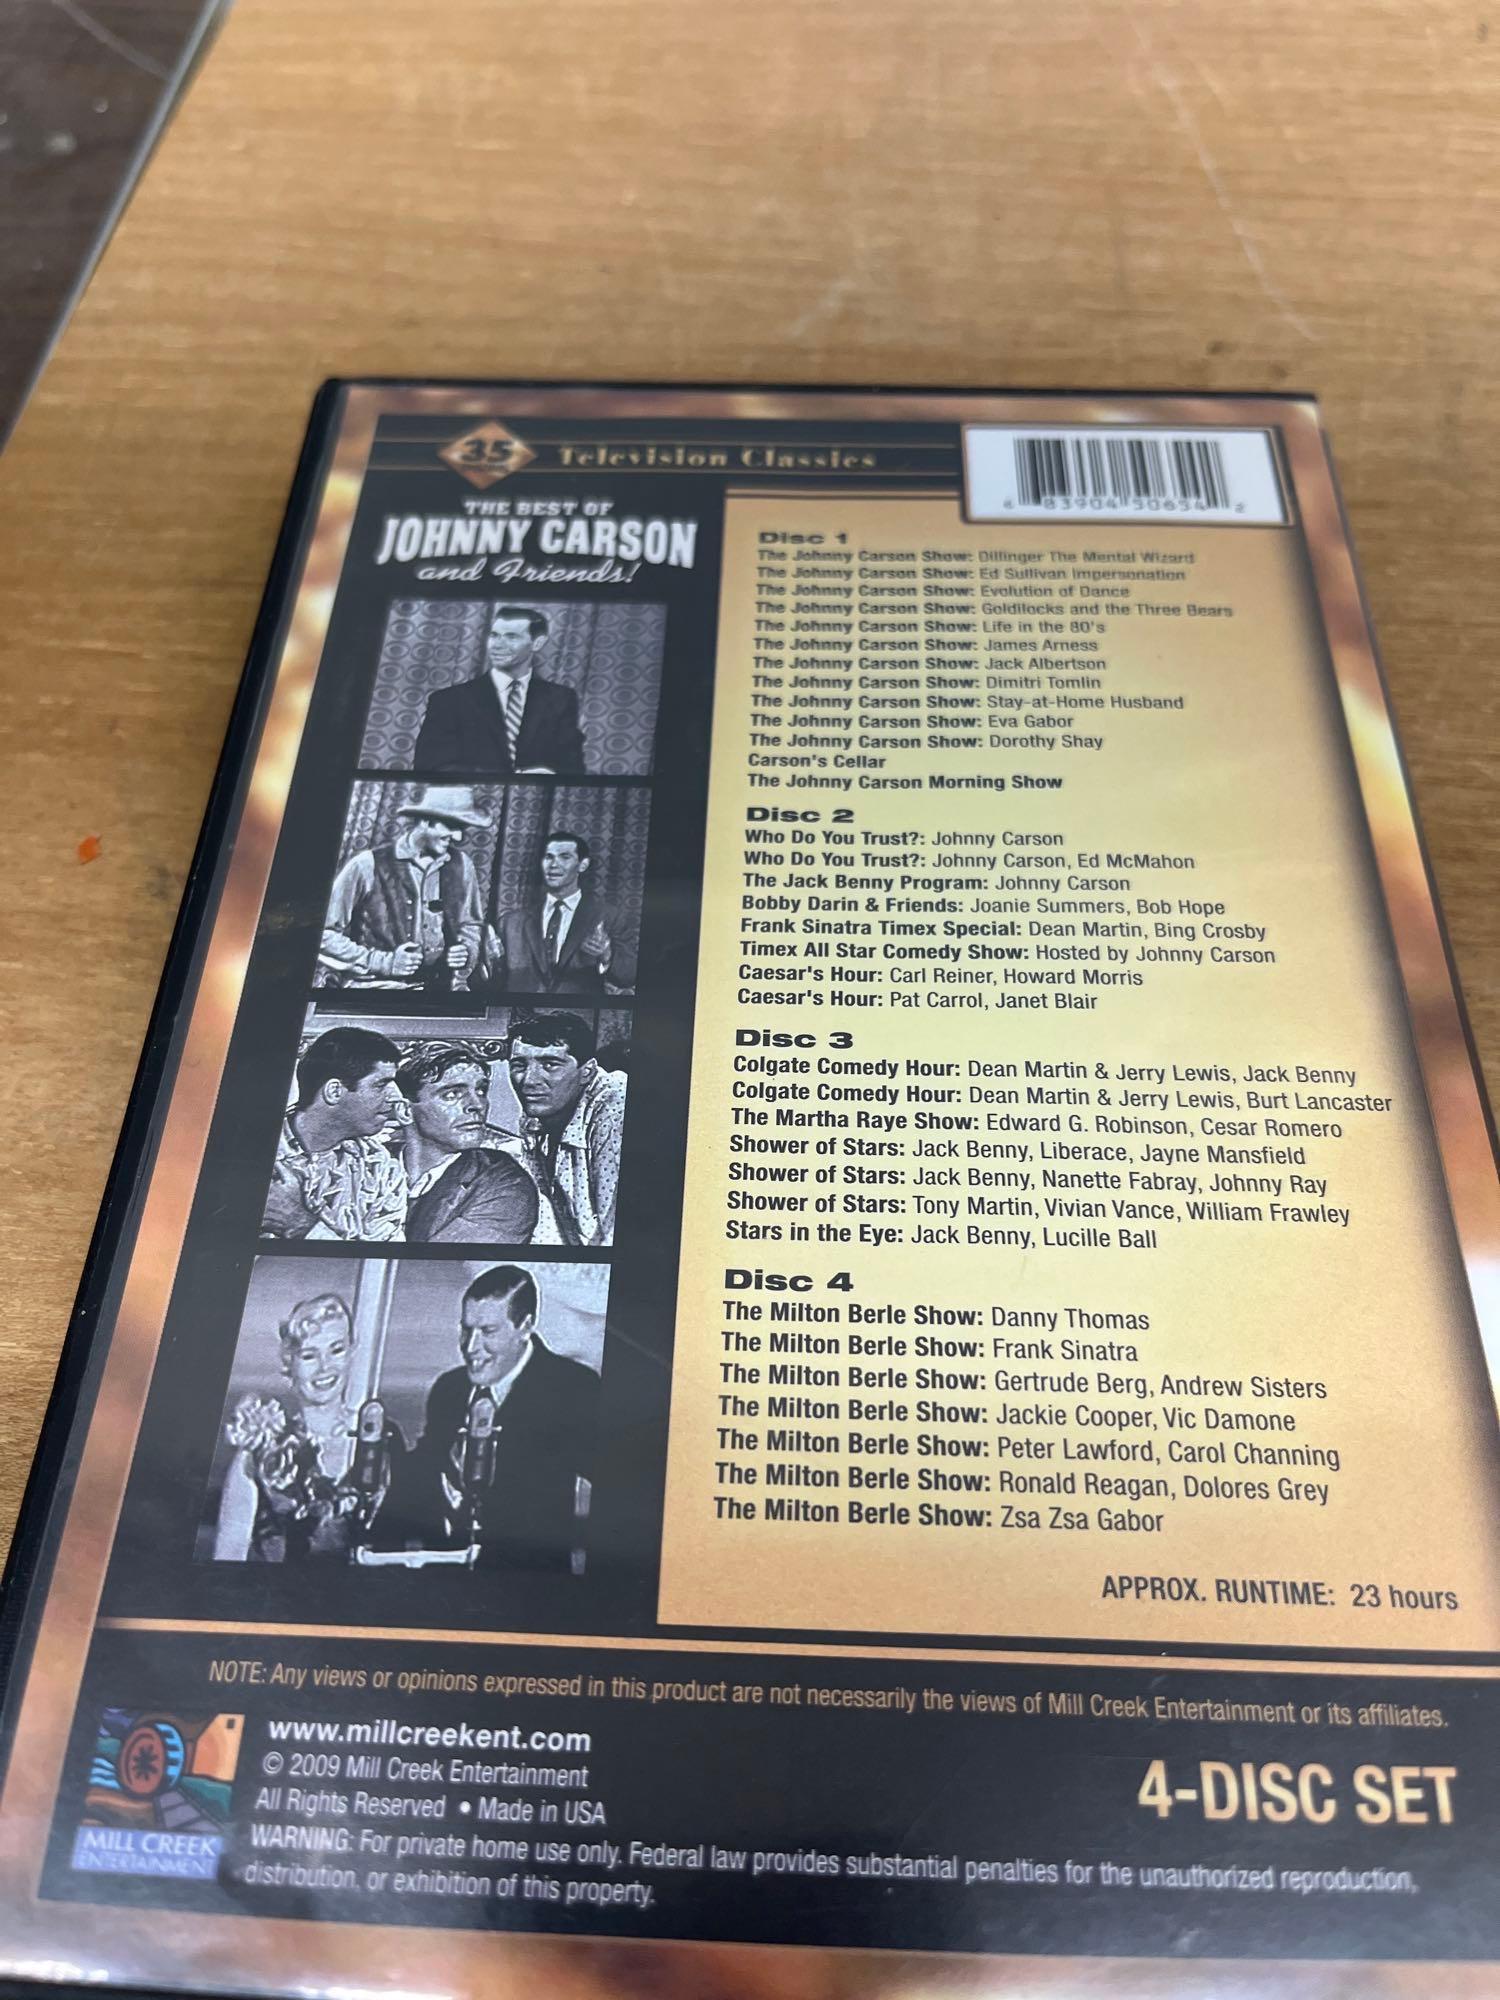 35
Television Classics
THE BEST OF
JOHNNY CARSON
and Friends!
Disc 1
The Johnny Carson Show: Dillinger The Mental Wizard
The Johnny Carson Show: Ed Sullivan Impersonation
The Johnny Carson Show: Evolution of Dance
The Johnny Carson Show: Goldilocks and the Three Bears
The Johnny Carson Show: Life in the 80's
The Johnny Carson Show: James Arness
The Johnny Carson Show: Jack Albertson
The Johnny Carson Show: Dimitri Tomlin
The Johnny Carson Show: Stay-at-Home Husband
The Johnny Carson Show: Eva Gabor
The Johnny Carson Show: Dorothy Shay
Carson's Cellar
The Johnny Carson Morning Show
Disc 2
Who Do You Trust?: Johnny Carson
Who Do You Trust?: Johnny Carson, Ed McMahon
The Jack Benny Program: Johnny Carson
Bobby Darin & Friends: Joanie Summers, Bob Hope
Frank Sinatra Timex Special: Dean Martin, Bing Crosby
Timex All Star Comedy Show: Hosted by Johnny Carson
Caesar's Hour: Carl Reiner, Howard Morris
Caesar's Hour: Pat Carrol, Janet Blair
Disc 3
Colgate Comedy Hour: Dean Martin & Jerry Lewis, Jack Benny
Colgate Comedy Hour: Dean Martin & Jerry Lewis, Burt Lancaster
The Martha Raye Show: Edward G. Robinson, Cesar Romero
Shower of Stars: Jack Benny, Liberace, Jayne Mansfield
Shower of Stars: Jack Benny, Nanette Fabray, Johnny Ray
Shower of Stars: Tony Martin, Vivian Vance, William Frawley
Stars in the Eye: Jack Benny, Lucille Ball
Disc 4
The Milton Berle Show: Danny Thomas
The Milton Berle Show: Frank Sinatra
The Milton Berle Show: Gertrude Berg, Andrew Sisters
The Milton Berle Show: Jackie Cooper, Vic Damone
The Milton Berle Show: Peter Lawford, Carol Channing
The Milton Berle Show: Ronald Reagan, Dolores Grey
The Milton Berle Show: Zsa Zsa Gabor
APPROX. RUNTIME: 23 hours
NOTE: Any views or opinions expressed in this product are not necessarily the views of Mill Creek Entertainment or its affiliates.
www.millcreekent.com
© 2009 Mill Creek Entertainment
All Rights Reserved • Made in USA
WARNING: For private home use only. Federal law provides substantial penalties for the unauthorized reproduction,
distribution, or exhibition of this property.
4-DISC SET
MILL CREEK
ENTERTAINMENT